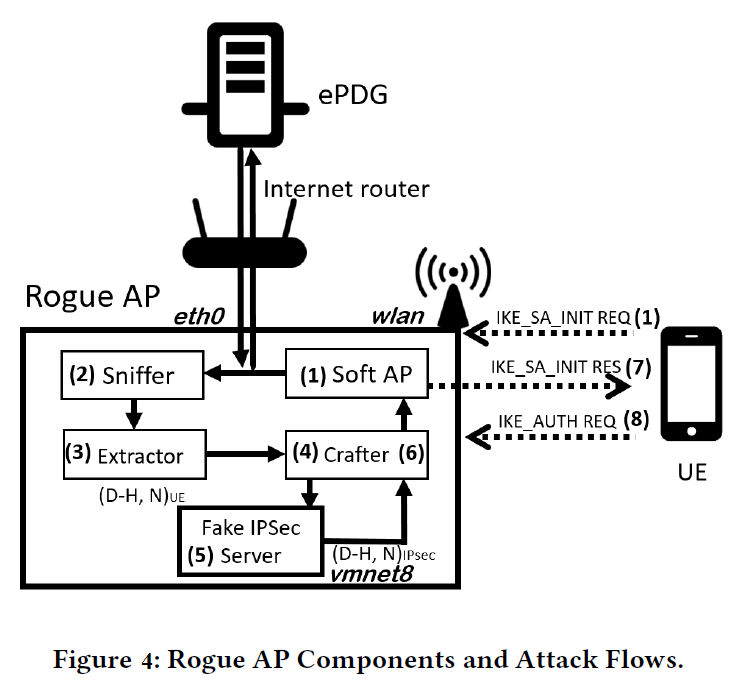 ePDG
Internet router
Rogue AP
eth0
wlan
IKE_SA_INIT REQ (1)
(2) Sniffer
(1) Soft AP
IKE_SA_INIT RES (7)
(3) Extractor
(4) Crafter (6)
IKE_AUTH REQ (8)
UE
(D-H, N)UE
Fake IPSec
(5) Server
(D-H, N)IPsec
vmnet8
Figure 4: Rogue AP Components and Attack Flows.